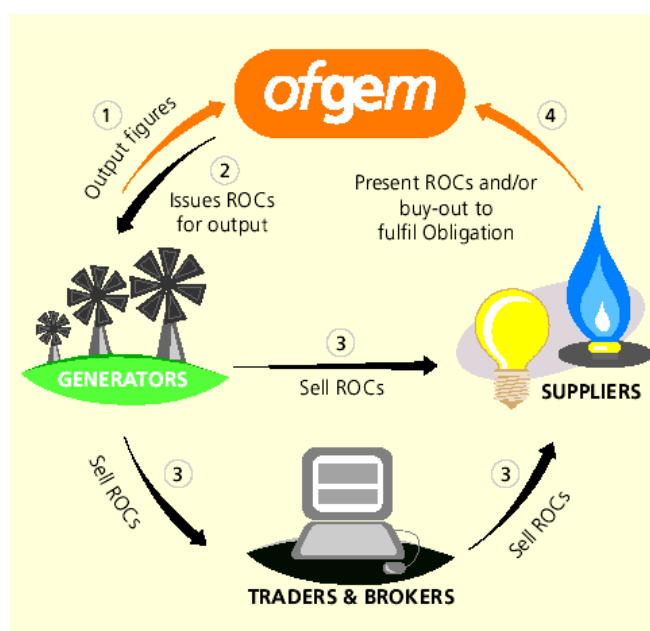 ofgem
1
Output figures
2
Issues ROCs
for output
4
Present ROCs and/or
buy-out to
fulfil Obligation
GENERATORS
3
Sell ROCs
SUPPLIERS
Sell ROCs
3
3
Sell ROCs
TRADERS & BROKERS